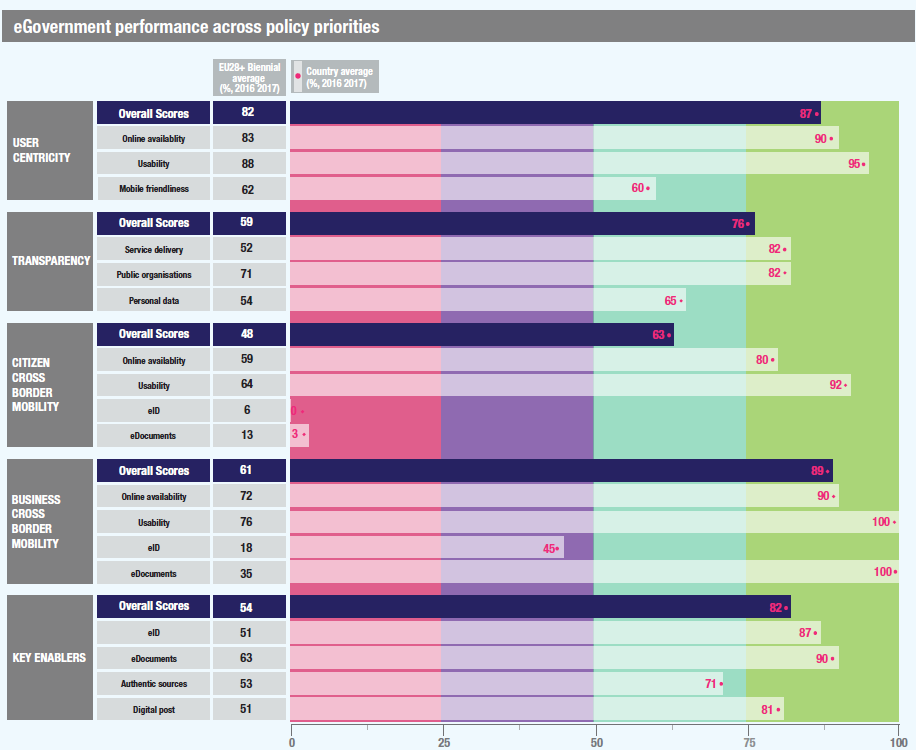 eGovernment performance across policy priorities
EU28+ Biennial
average
(%, 2016 2017)
Country average
(%, 2016 2017)
USER
CENTRICITY
Overall Scores 82 87
Online availablity 83 90
Usability 88 95
Mobile friendliness 62 60
TRANSPARENCY
Overall Scores 59 76
Service delivery 52 82
Public organisations 71 82
Personal data 54 65
CITIZEN
CROSS
BORDER
MOBILITY
Overall Scores 48 63
Online availablity 59 80
Usability 64 92
eID 6 0
eDocuments 13 3
BUSINESS
CROSS
BORDER
MOBILITY
Overall Scores 61 89
Online availability 72 90
Usability 76 100
eID 18 45
eDocuments 35 100
KEY ENABLERS
Overall Scores 54 82
eID 51 87
eDocuments 63 90
Authentic sources 53 71
Digital post 51 81
0 25 50 75 100